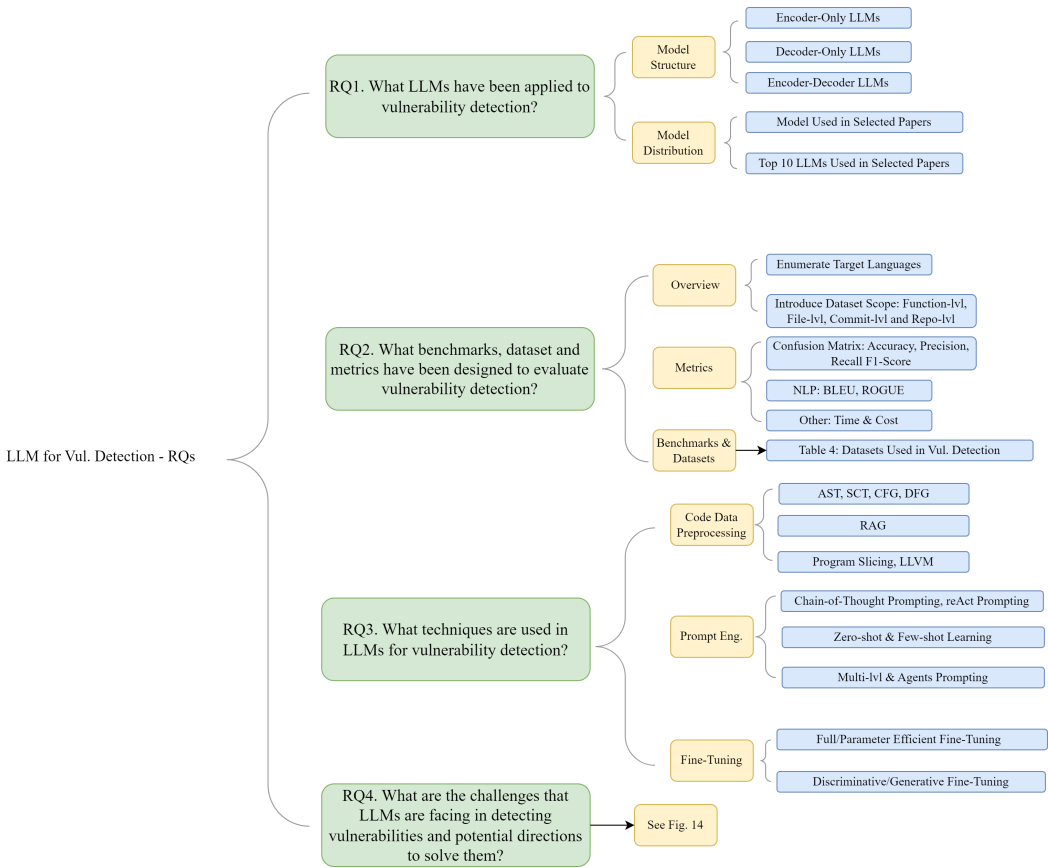 LLM for Vul. Detection - RQs
RQ1. What LLMs have been applied to
vulnerability detection?
Model
Structure
Encoder-Only LLMs
Decoder-Only LLMs
Encoder-Decoder LLMs
Model
Distribution
Model Used in Selected Papers
Top 10 LLMs Used in Selected Papers
RQ2. What benchmarks, dataset and
metrics have been designed to evaluate
vulnerability detection?
Overview
Enumerate Target Languages
Introduce Dataset Scope: Function-lvl,
File-lvl, Commit-lvl and Repo-lvl
Metrics
Confusion Matrix: Accuracy, Precision,
Recall F1-Score
NLP: BLEU, ROGUE
Other: Time & Cost
Benchmarks &
Datasets
Table 4: Datasets Used in Vul. Detection
RQ3. What techniques are used in
LLMs for vulnerability detection?
Code Data
Preprocessing
AST, SCT, CFG, DFG
RAG
Program Slicing, LLVM
Prompt Eng.
Chain-of-Thought Prompting, reAct Prompting
Zero-shot & Few-shot Learning
Multi-lvl & Agents Prompting
Fine-Tuning
Full/Parameter Efficient Fine-Tuning
Discriminative/Generative Fine-Tuning
RQ4. What are the challenges that
LLMs are facing in detecting
vulnerabilities and potential directions
to solve them?
See Fig. 14